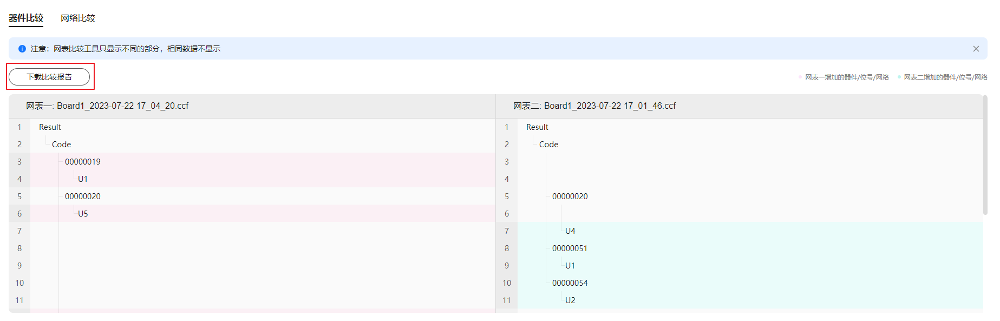 器件比较 网络比较
注意：网表比较工具只显示不同的部分，相同数据不显示
下载比较报告
网表一增加的器件/位号/网络 网表二增加的器件/位号/网络
网表一: Board1_2023-07-22 17_04_20.ccf
1 Result
2 Code
3 00000019
4 U1
5 00000020
6 U5
7
8
9
10
11
网表二: Board1_2023-07-22 17_01_46.ccf
1 Result
2 Code
3
4
5 00000020
6
7 U4
8 00000051
9 U1
10 00000054
11 U2